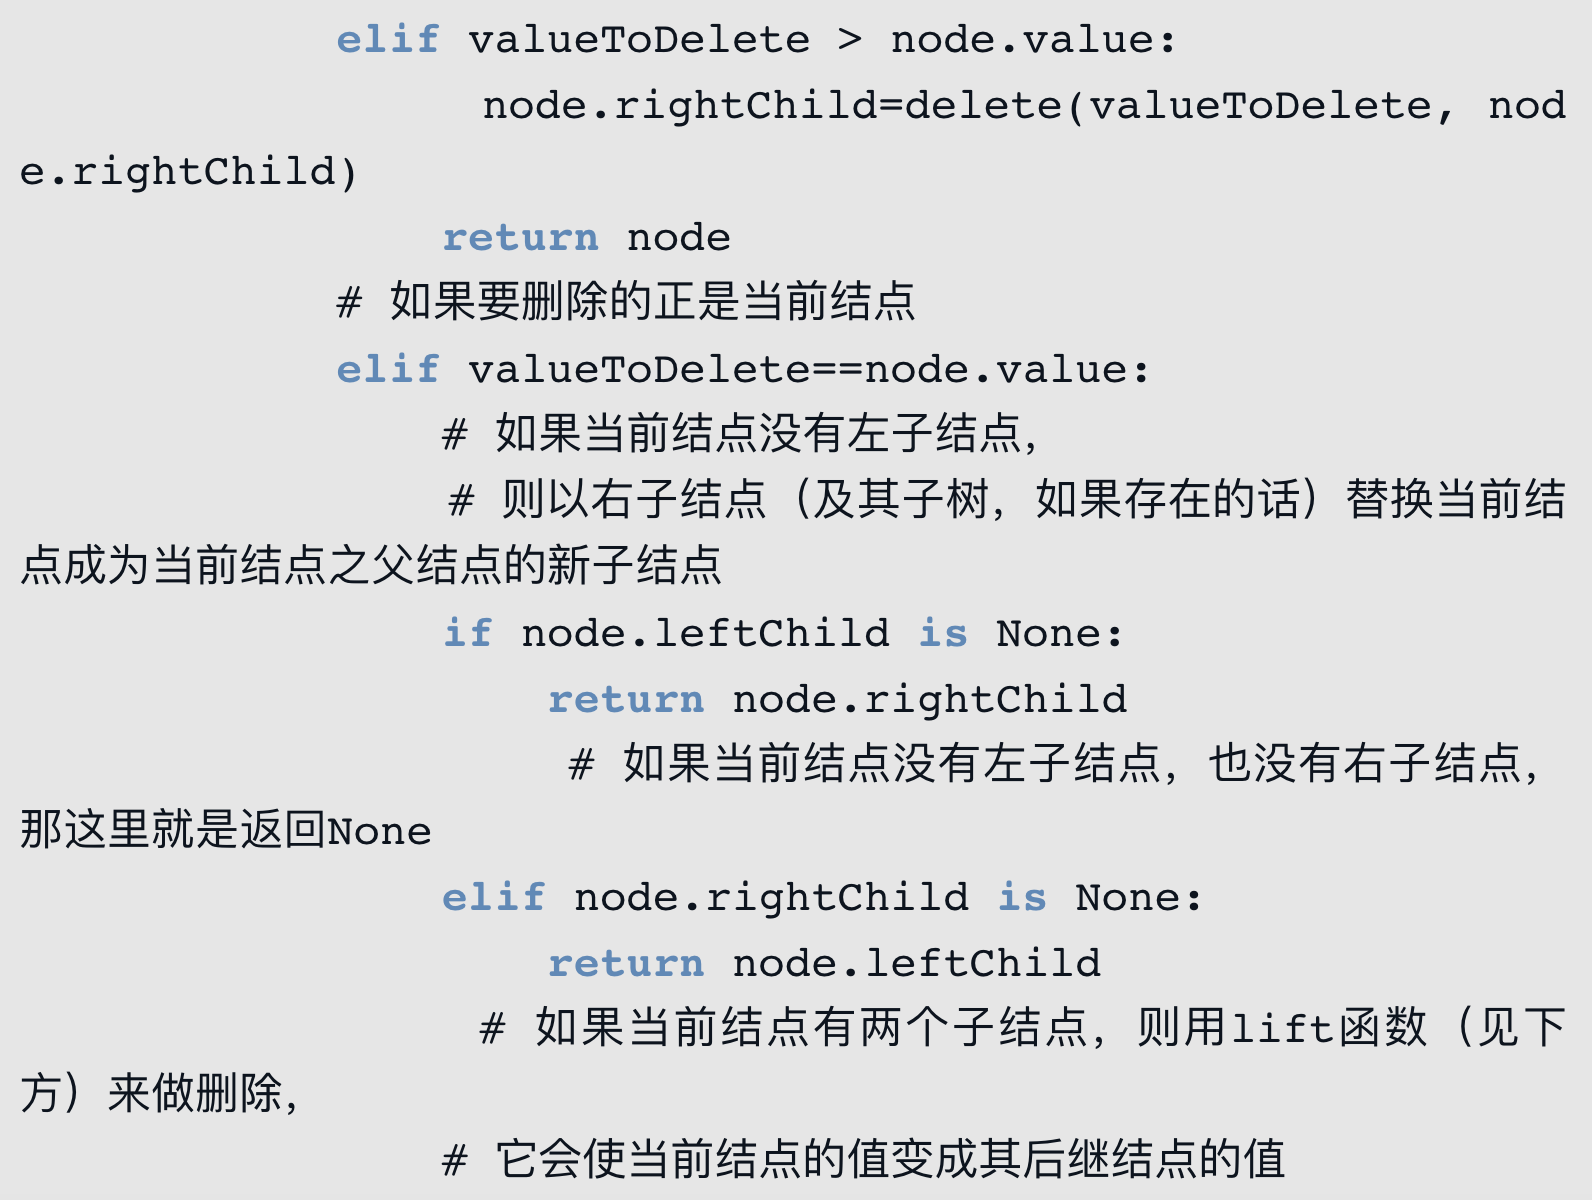 elif valueToDelete > node.value:
node.rightChild=delete(valueToDelete, nod
e.rightChild)
return node
# 如果要删除的正是当前结点
elif valueToDelete==node.value:
# 如果当前结点没有左子结点，
# 则以右子结点（及其子树，如果存在的话）替换当前结
点成为当前结点之父结点的新子结点
if node.leftChild is None:
return node.rightChild
# 如果当前结点没有左子结点，也没有右子结点，
那这里就是返回None
elif node.rightChild is None:
return node.leftChild
# 如果当前结点有两个子结点，则用lift函数（见下
方）来做删除，
# 它会使当前结点的值变成其后继结点的值